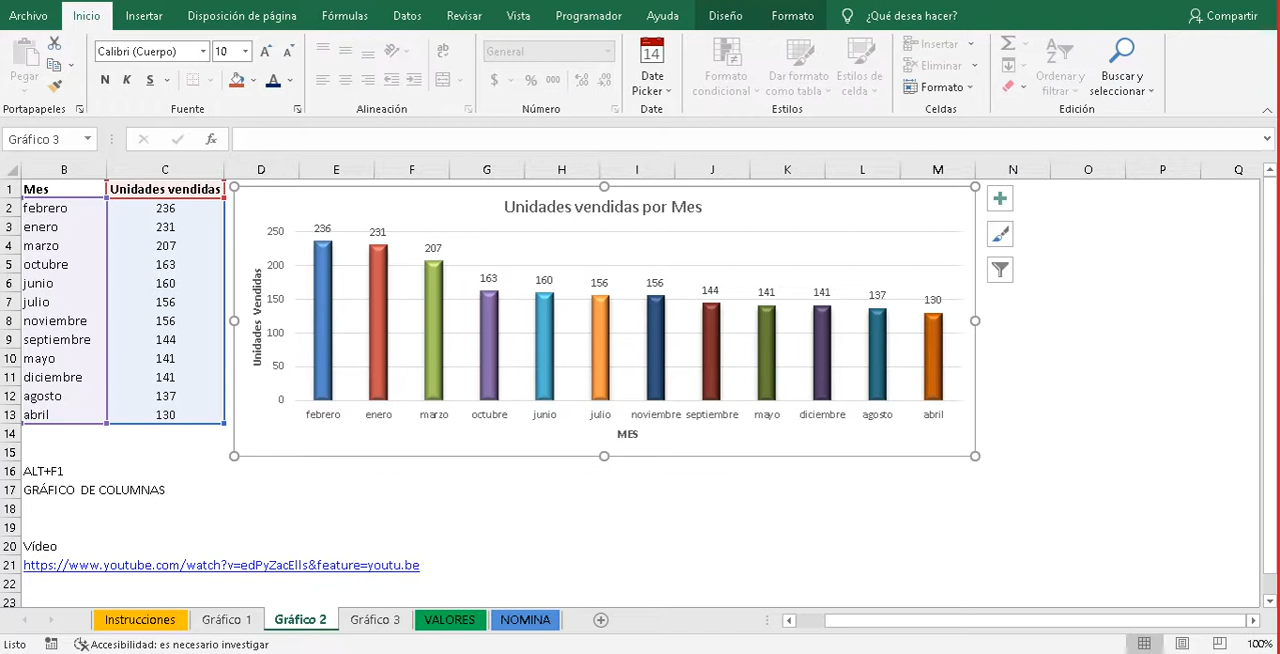 Archivo Inicio Insertar Disposición de página Fórmulas Datos Revisar Vista Programador Ayuda Diseño Formato ¿Qué desea hacer? Compartir
Pegar
Calibri (Cuerpo) 10 A A
N K S A
ab
General
$ % 000
14
Date
Picker
Formato
condicional
Dar formato
como tabla
Estilos de
celda
Insertar
Eliminar
Formato
Ordenar y
filtrar
Buscar y
seleccionar
Portapapeles Fuente Alineación Número Date Estilos Celdas Edición
Gráfico 3 fx
B C D E F G H I J K L M N O P Q
1 Mes Unidades vendidas
2 febrero 236
3 enero 231
4 marzo 207
5 octubre 163
6 junio 160
7 julio 156
8 noviembre 156
9 septiembre 144
10 mayo 141
11 diciembre 141
12 agosto 137
13 abril 130
14
15
16 ALT+F1
17 GRÁFICO DE COLUMNAS
18
19
20 Vídeo
21 https://www.youtube.com/watch?v=edPyZacElls&feature=youtu.be
22
23
Unidades vendidas por Mes
Unidades Vendidas
250
200
150
100
50
0
236 231 207 163 160 156 156 144 141 141 137 130
febrero enero marzo octubre junio julio noviembre septiembre mayo diciembre agosto abril
MES
Instrucciones Gráfico 1 Gráfico 2 Gráfico 3 VALORES NOMINA
Listo Accesibilidad: es necesario investigar 100%